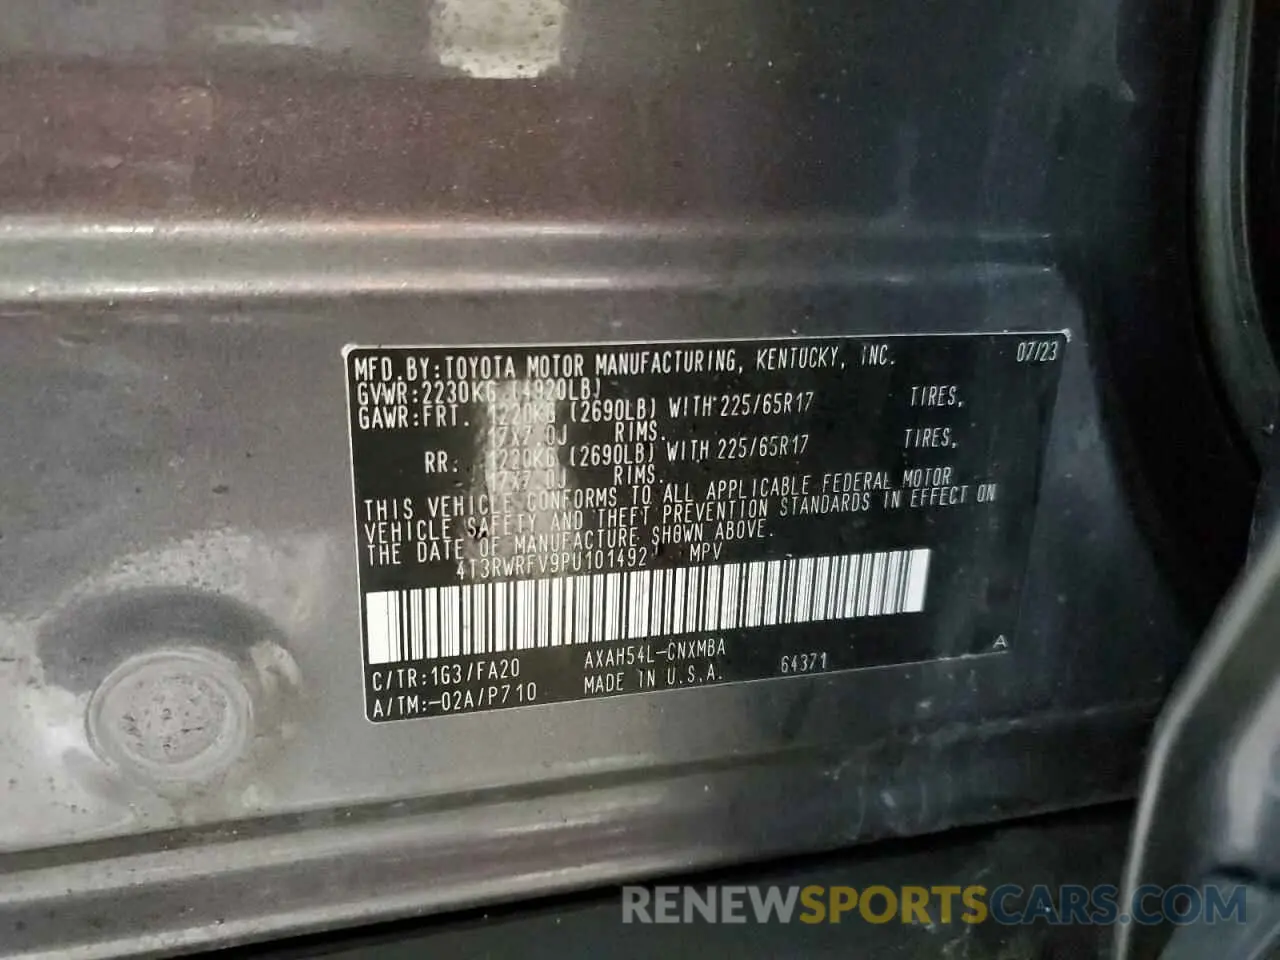 MFD.BY:TOYOTA MOTOR MANUFACTURING, KENTUCKY, INC. 07/23
GVWR:2230KG (4920LB)
GAWR:FRT. 1220KG (2690LB) WITH 225/65R17 TIRES,
17X7.0J RIMS.
RR: 1220KG (2690LB) WITH 225/65R17 TIRES,
17X7.0J RIMS.
THIS VEHICLE CONFORMS TO ALL APPLICABLE FEDERAL MOTOR
VEHICLE SAFETY AND THEFT PREVENTION STANDARDS IN EFFECT ON
THE DATE OF MANUFACTURE SHOWN ABOVE.
4T3RWRFV9PU101492 MPV
C/TR:1G3/FA20 AXAH54L-CNXMBA 64371 A
A/TM:-02A/P710 MADE IN U.S.A.
RENEWSPORTSCARS.COM